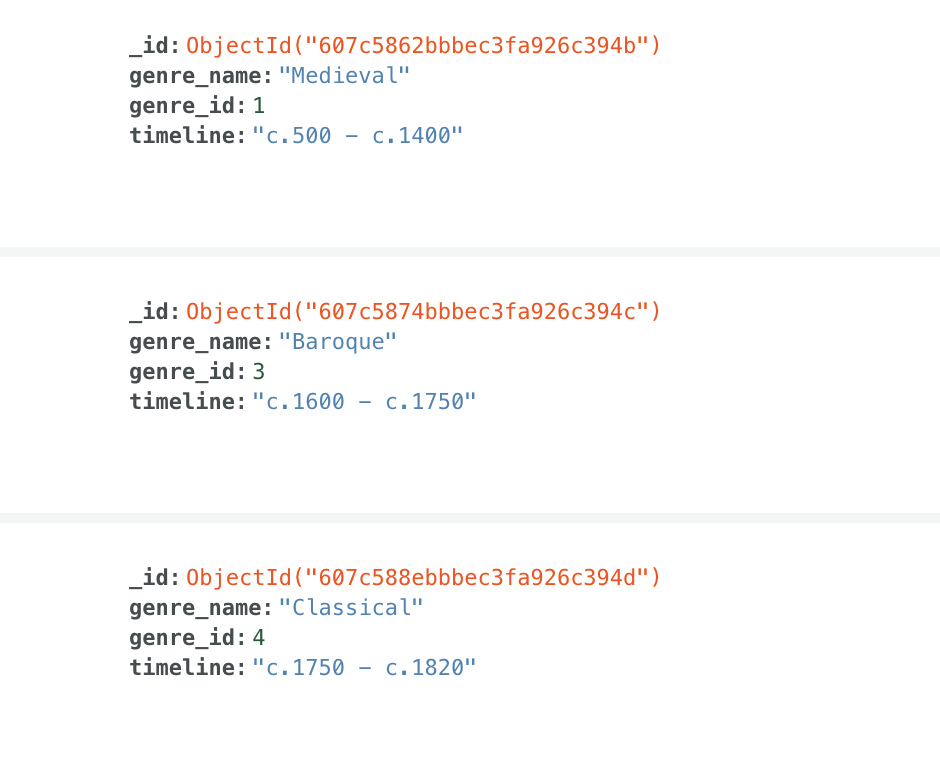 _id: ObjectId("607c5862bbbec3fa926c394b")
genre_name: "Medieval"
genre_id: 1
timeline: "c.500 – c.1400"
_id: ObjectId("607c5874bbbec3fa926c394c")
genre_name: "Baroque"
genre_id: 3
timeline: "c.1600 – c.1750"
_id: ObjectId("607c588ebbbec3fa926c394d")
genre_name: "Classical"
genre_id: 4
timeline: "c.1750 – c.1820"